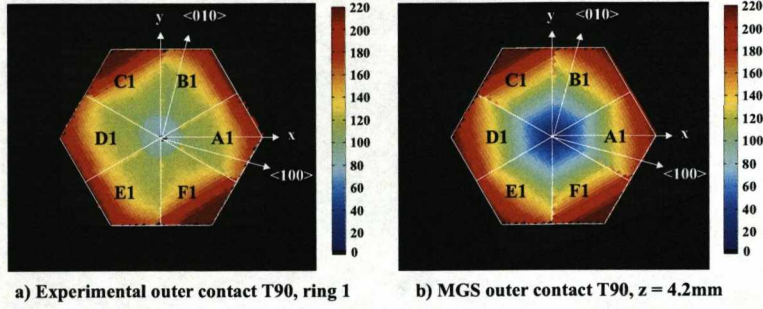 y <010>
C1 B1
D1 A1 x
E1 F1 <100>
220
200
180
160
140
120
100
80
60
40
20
0
a) Experimental outer contact T90, ring 1
y <010>
C1 B1
D1 A1 x
E1 F1 <100>
220
200
180
160
140
120
100
80
60
40
20
0
b) MGS outer contact T90, z = 4.2mm